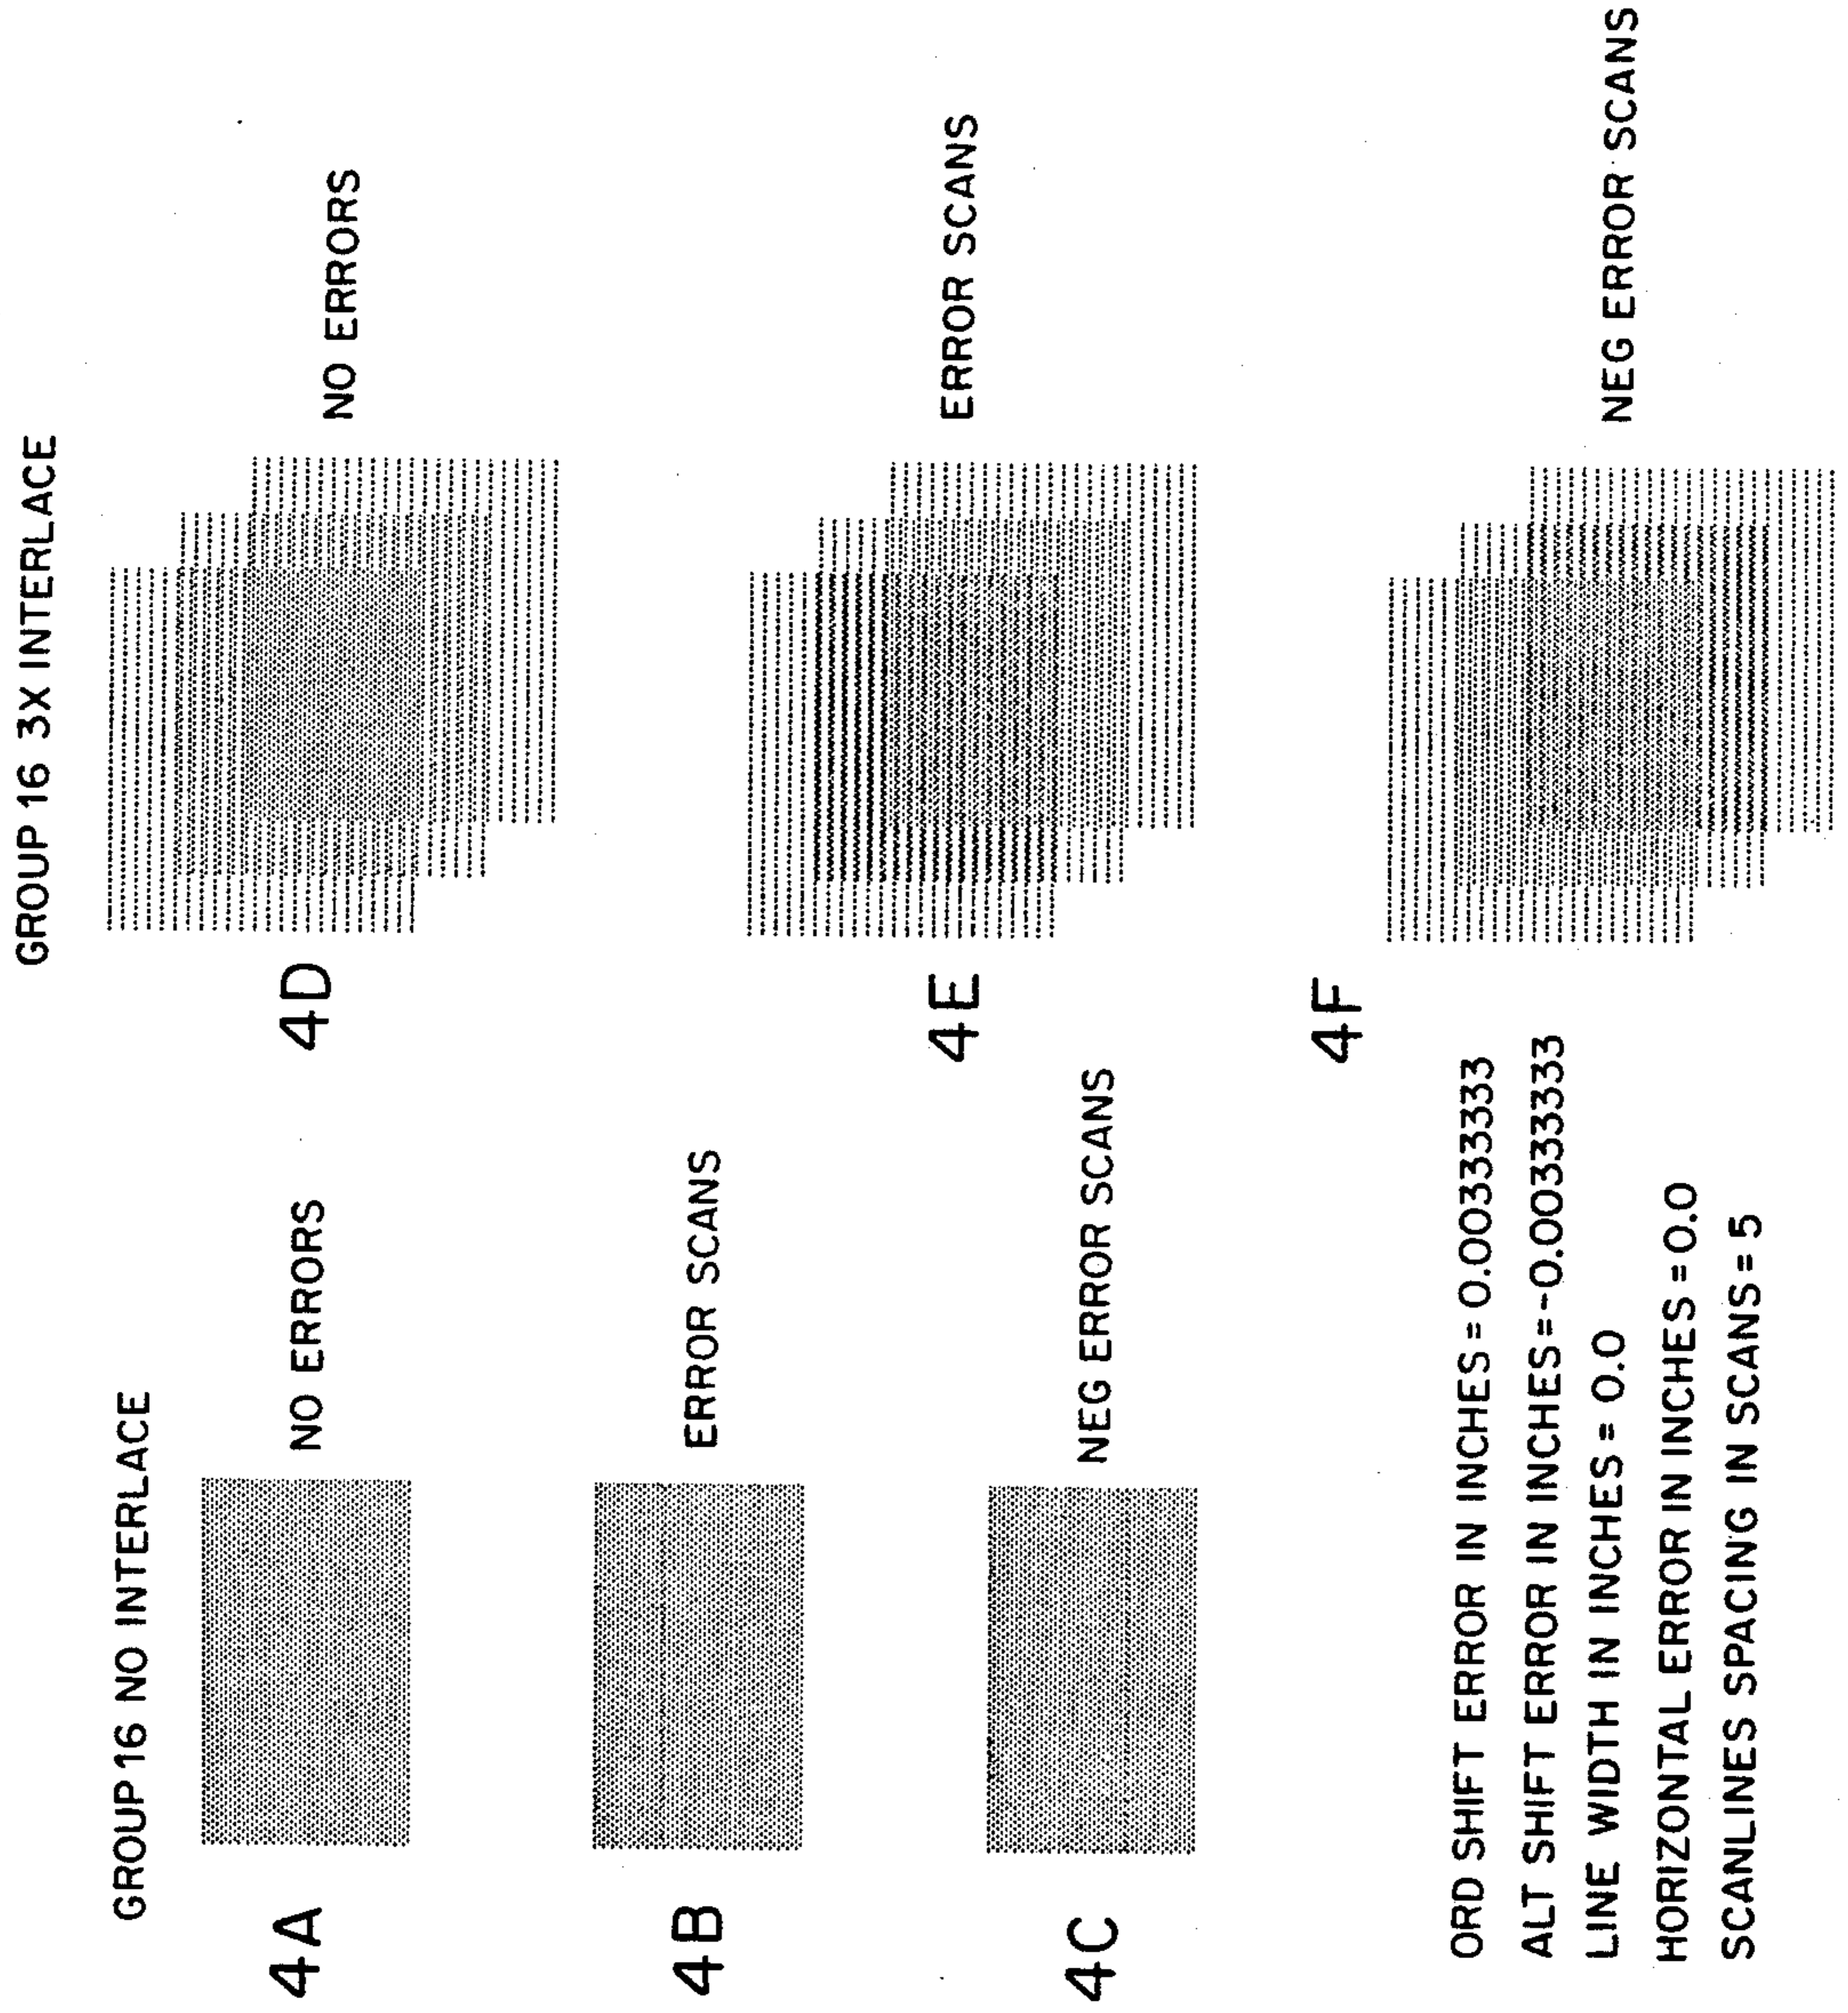 GROUP 16 3X INTERLACE
GROUP 16 NO INTERLACE
4A
NO ERRORS
4D
NO ERRORS
4B
ERROR SCANS
4E
ERROR SCANS
4C
NEG ERROR SCANS
4F
NEG ERROR SCANS
ORD SHIFT ERROR IN INCHES = 0.00333333
ALT SHIFT ERROR IN INCHES = -0.00333333
LINE WIDTH IN INCHES = 0.0
HORIZONTAL ERROR IN INCHES = 0.0
SCANLINES SPACING IN SCANS = 5